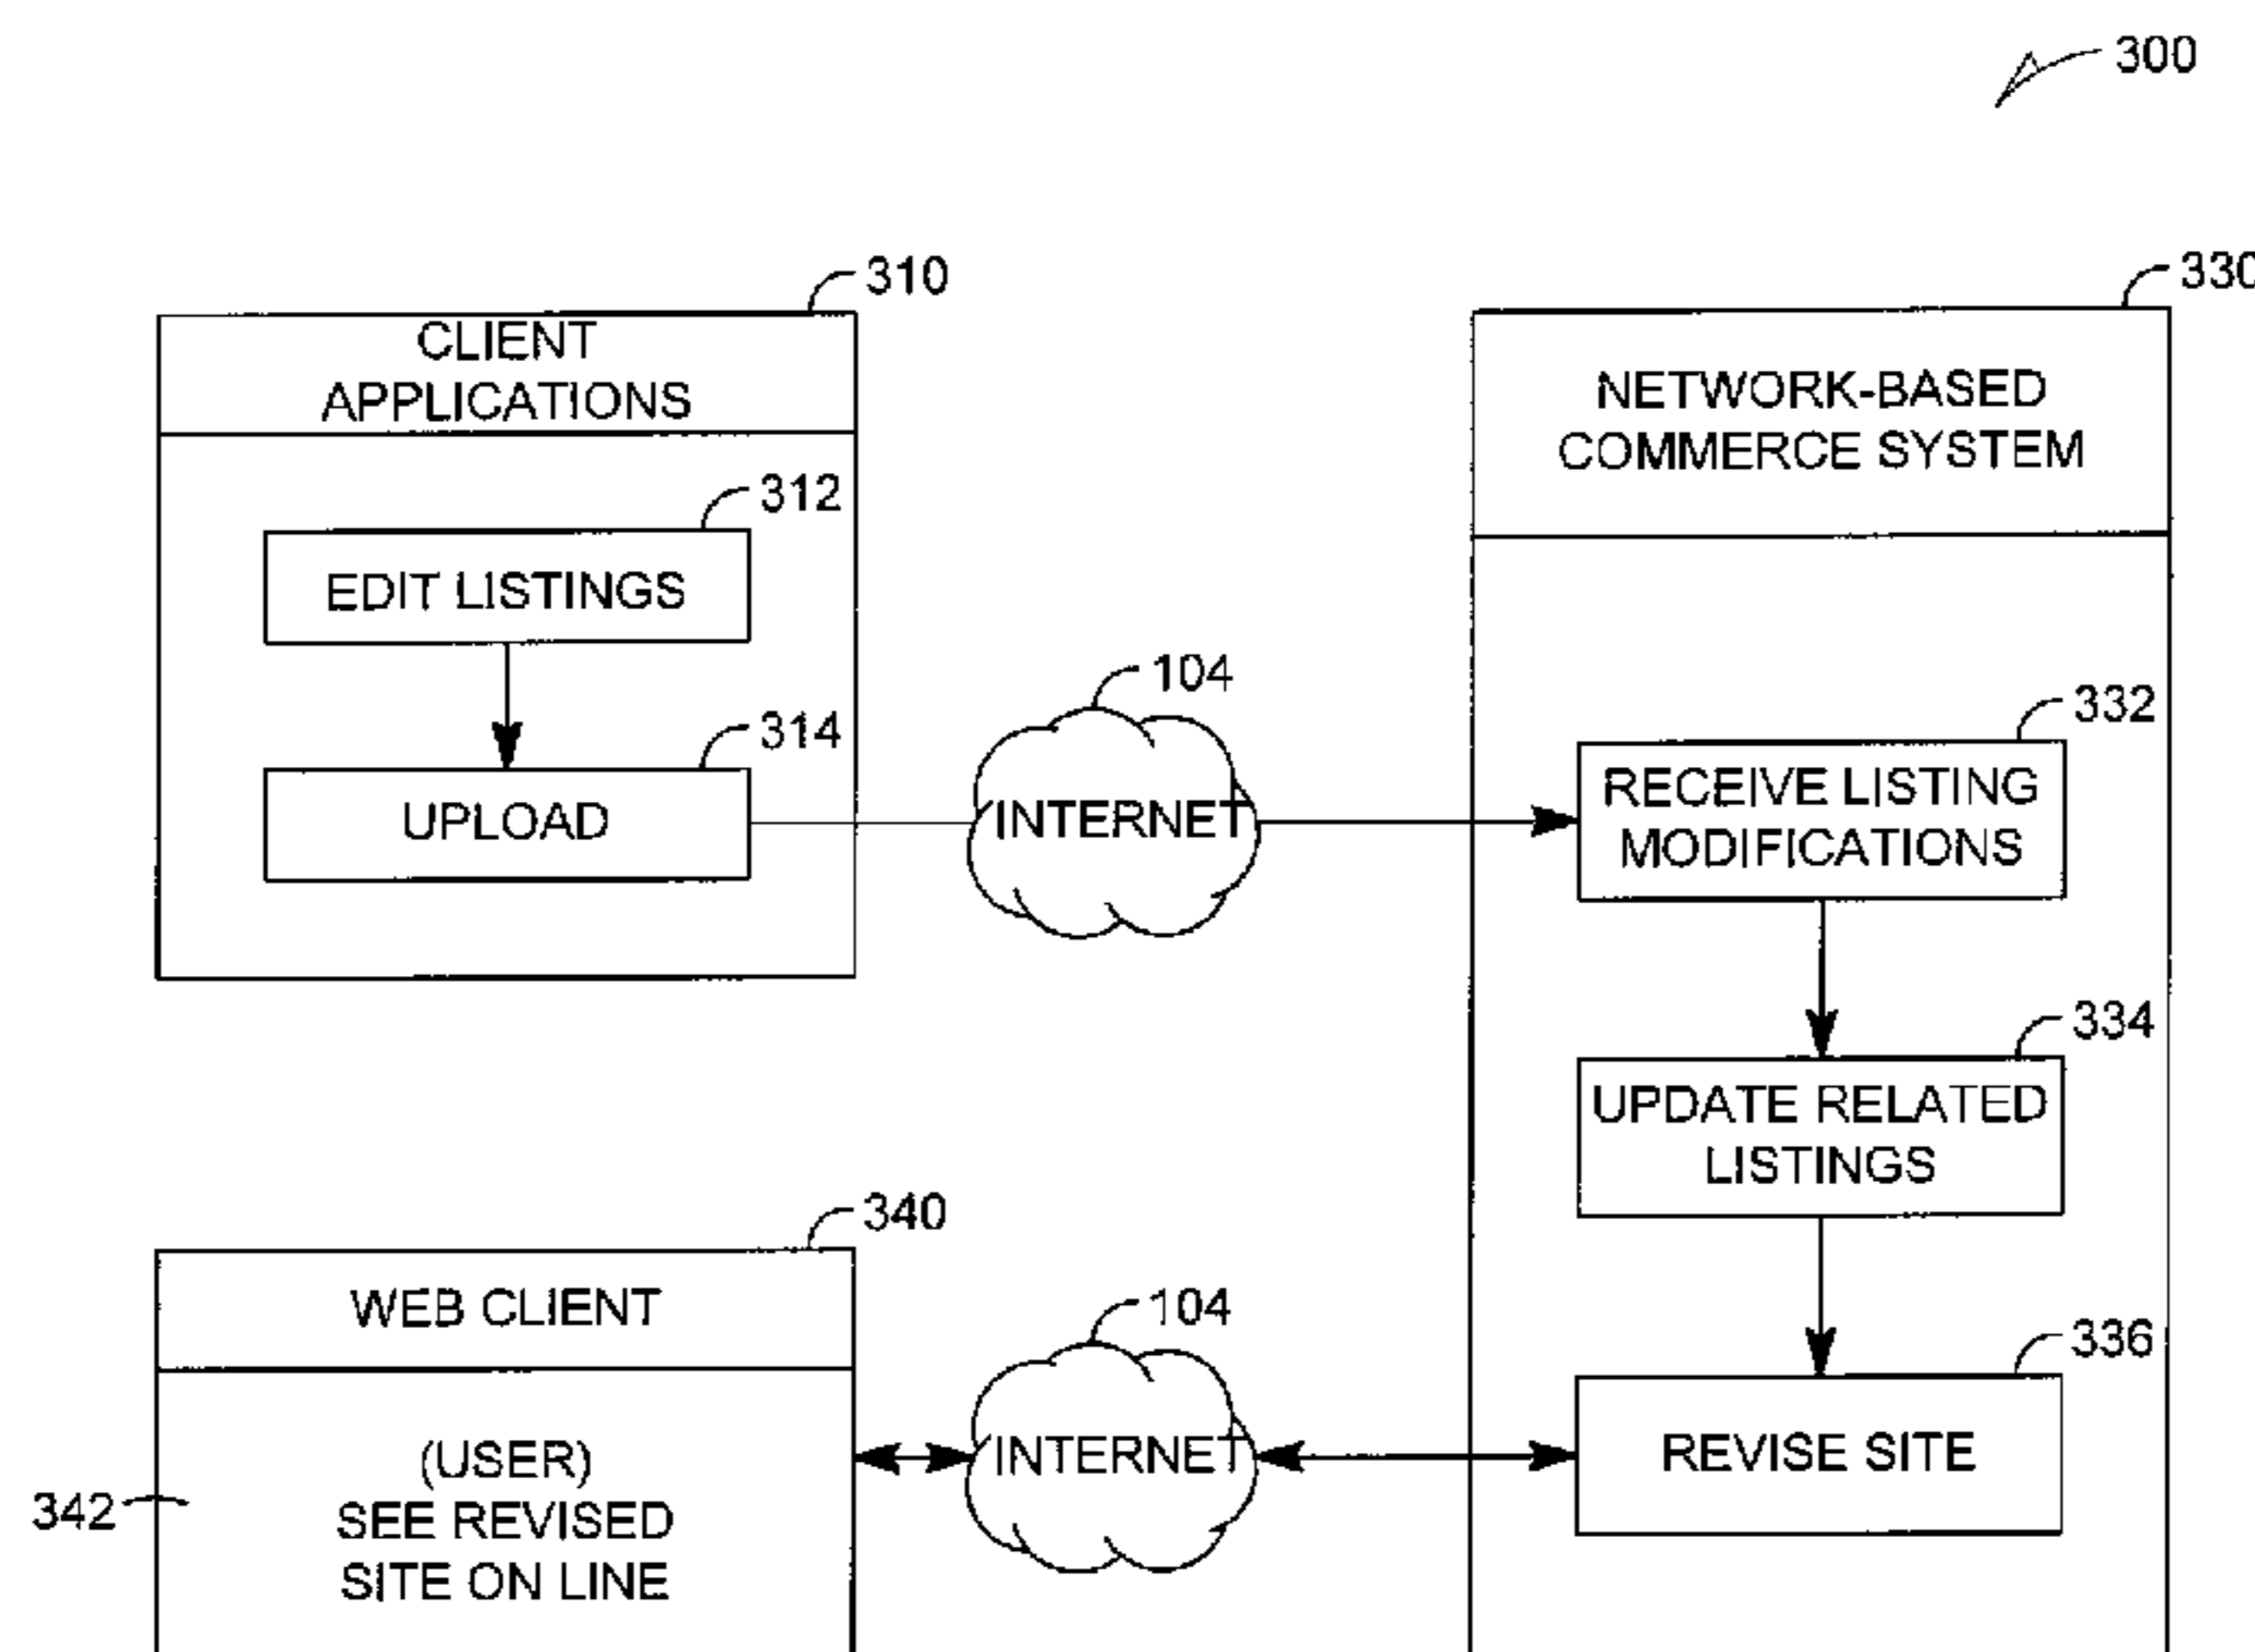 300
310
CLIENT
APPLICATIONS
312
EDIT LISTINGS
314
UPLOAD
104
INTERNET
330
NETWORK-BASED
COMMERCE SYSTEM
332
RECEIVE LISTING
MODIFICATIONS
334
UPDATE RELATED
LISTINGS
336
REVISE SITE
340
WEB CLIENT
342
(USER)
SEE REVISED
SITE ON LINE
104
INTERNET